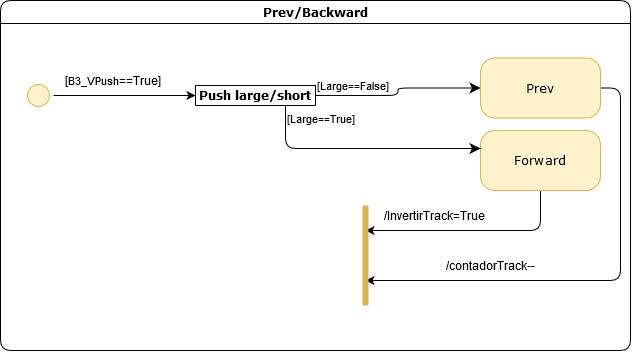 Prev/Backward
[B3_VPush==True]
Push large/short
[Large==False]
Prev
[Large==True]
Forward
/InvertirTrack=True
/contadorTrack--